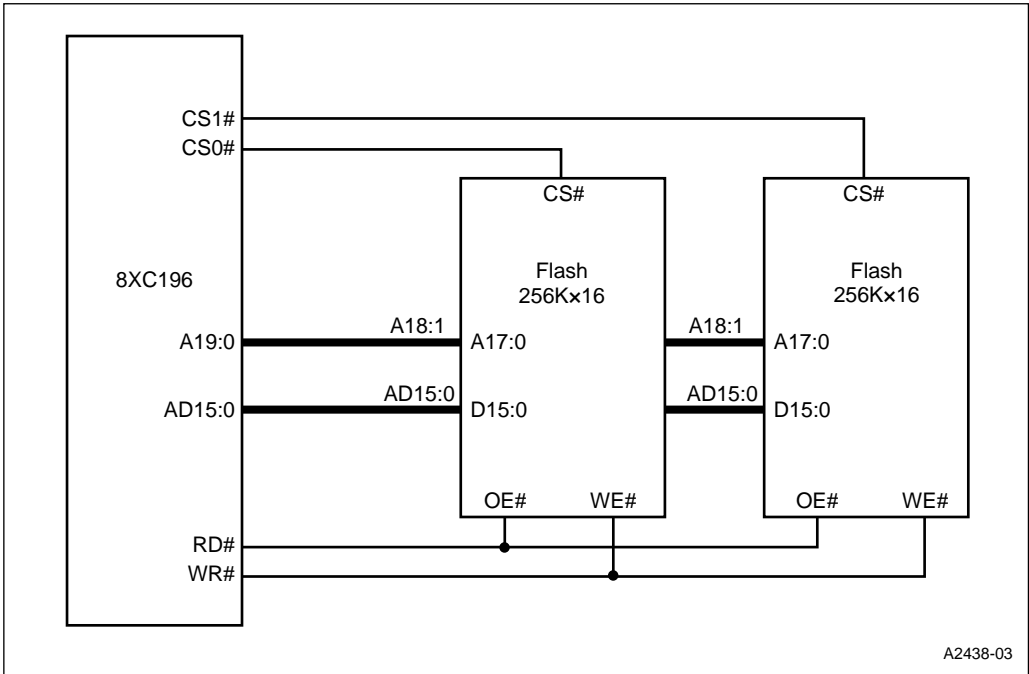 CS1#
CS0#
CS#
CS#
8XC196
Flash
256K×16
Flash
256K×16
A19:0
A18:1
A17:0
A18:1
A17:0
AD15:0
AD15:0
D15:0
AD15:0
D15:0
OE#
WE#
OE#
WE#
RD#
WR#
A2438-03